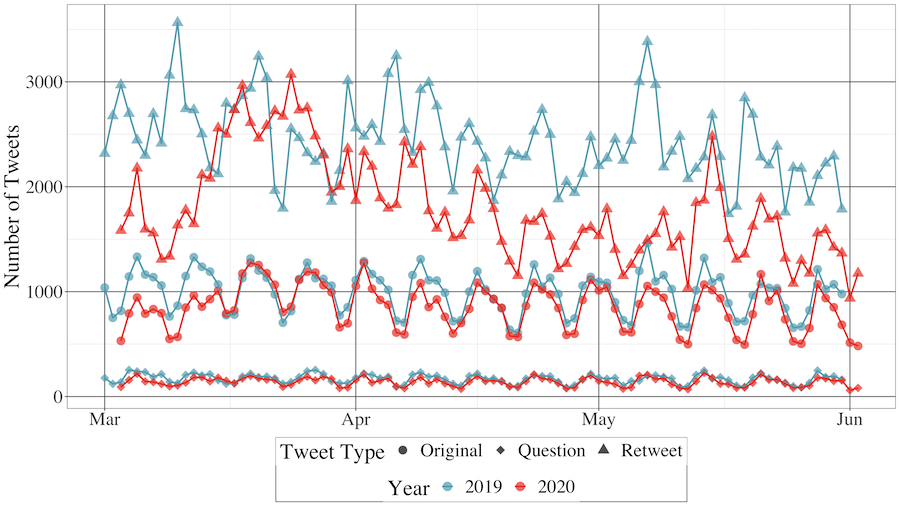 Number of Tweets
3000
2000
1000
0
Mar Apr May Jun
Tweet Type Original Question Retweet
Year 2019 2020